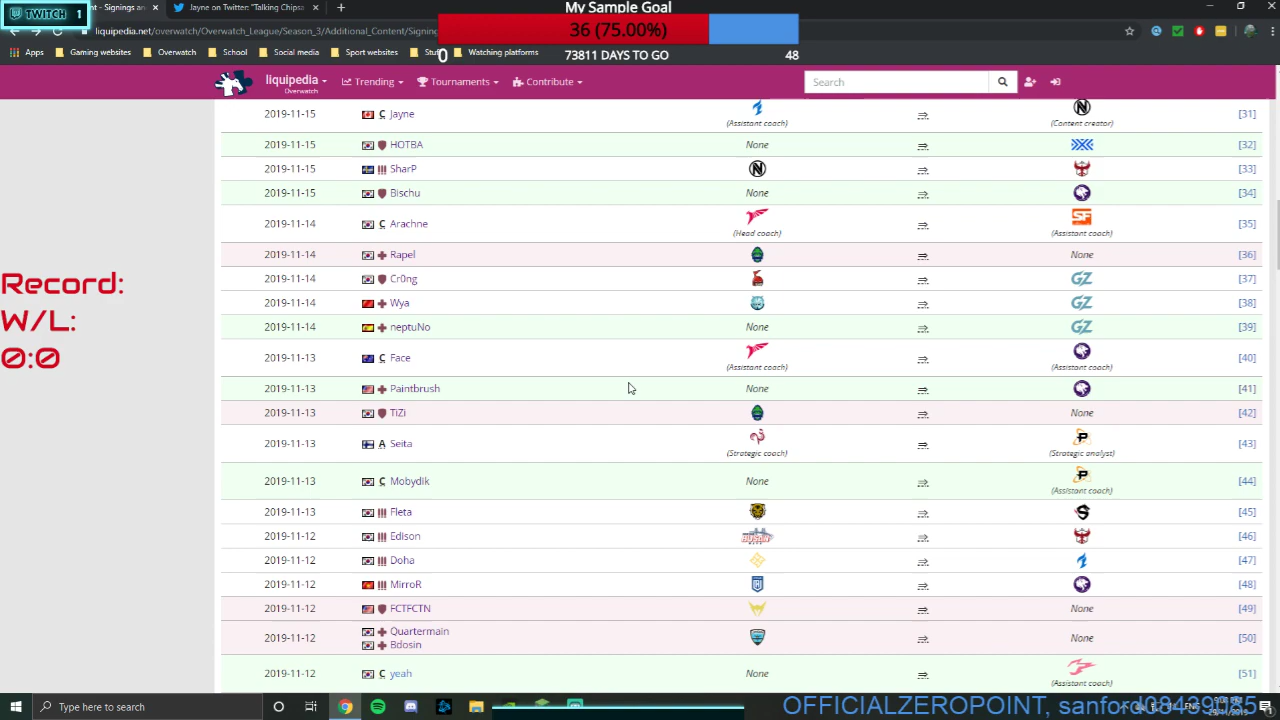 TWITCH 1
nt - Signings an
Jayne on Twitter: "Talking Chips
My Sample Goal
36 (75.00%)
0 73811 DAYS TO GO 48
liquipedia.net/overwatch/Overwatch_League/Season_3/Additional_Content/Signing
Apps Gaming websites Overwatch School Social media Sport websites Stuff Watching platforms
liquipedia Overwatch Trending Tournaments Contribute Search
2019-11-15 C Jayne (Assistant coach) (Content creator) [31]
2019-11-15 HOTBA None [32]
2019-11-15 SharP [33]
2019-11-15 Bischu None [34]
2019-11-14 C Arachne (Head coach) SF (Assistant coach) [35]
2019-11-14 Rapel None [36]
2019-11-14 Cr0ng GZ [37]
2019-11-14 Wya GZ [38]
2019-11-14 neptuNo None GZ [39]
2019-11-13 C Face (Assistant coach) (Assistant coach) [40]
2019-11-13 Paintbrush None [41]
2019-11-13 TiZi None [42]
2019-11-13 A Seita (Strategic coach) (Strategic analyst) [43]
2019-11-13 C Mobydik None (Assistant coach) [44]
2019-11-13 Fleta [45]
2019-11-12 Edison [46]
2019-11-12 Doha [47]
2019-11-12 MirroR [48]
2019-11-12 FCTFCTN None [49]
2019-11-12 Quartermain
Bdosin None [50]
2019-11-12 C yeah None (Assistant coach) [51]
Record:
W/L:
0:0
Type here to search
OFFICIALZEROPOINT, sanford